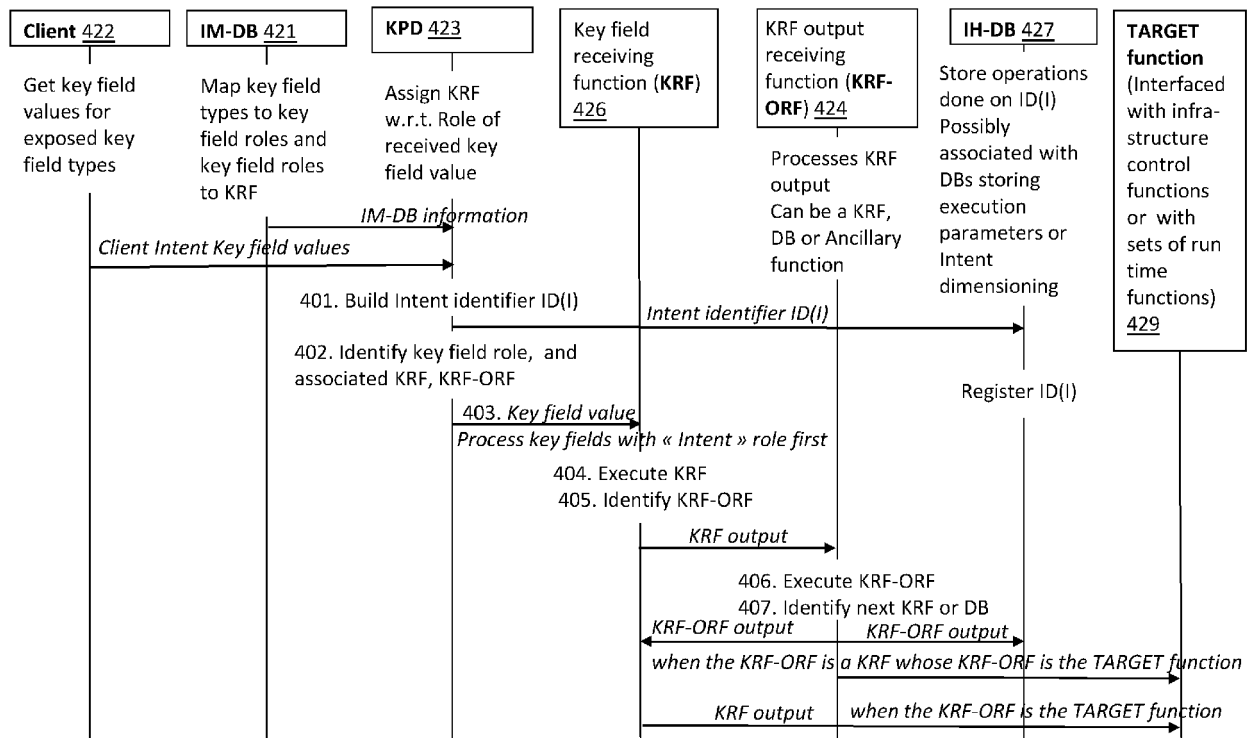 Client 422
Get key field
values for
exposed key
field types
IM-DB 421
Map key field
types to key
field roles and
key field roles
to KRF
KPD 423
Assign KRF
w.r.t. Role of
received key
field value
Key field
receiving
function (KRF)
426
KRF output
receiving
function (KRF-
ORF) 424
Processes KRF
output
Can be a KRF,
DB or Ancillary
function
IH-DB 427
Store operations
done on ID(I)
Possibly
associated with
DBs storing
execution
parameters or
Intent
dimensioning
TARGET
function
(Interfaced
with infra-
structure
control
functions
or with
sets of run
time
functions)
429
IM-DB information
Client Intent Key field values
401. Build Intent identifier ID(I)
Intent identifier ID(I)
402. Identify key field role, and
associated KRF, KRF-ORF
Register ID(I)
403. Key field value
Process key fields with « Intent » role first
404. Execute KRF
405. Identify KRF-ORF
KRF output
406. Execute KRF-ORF
407. Identify next KRF or DB
KRF-ORF output
KRF-ORF output
when the KRF-ORF is a KRF whose KRF-ORF is the TARGET function
KRF output
when the KRF-ORF is the TARGET function